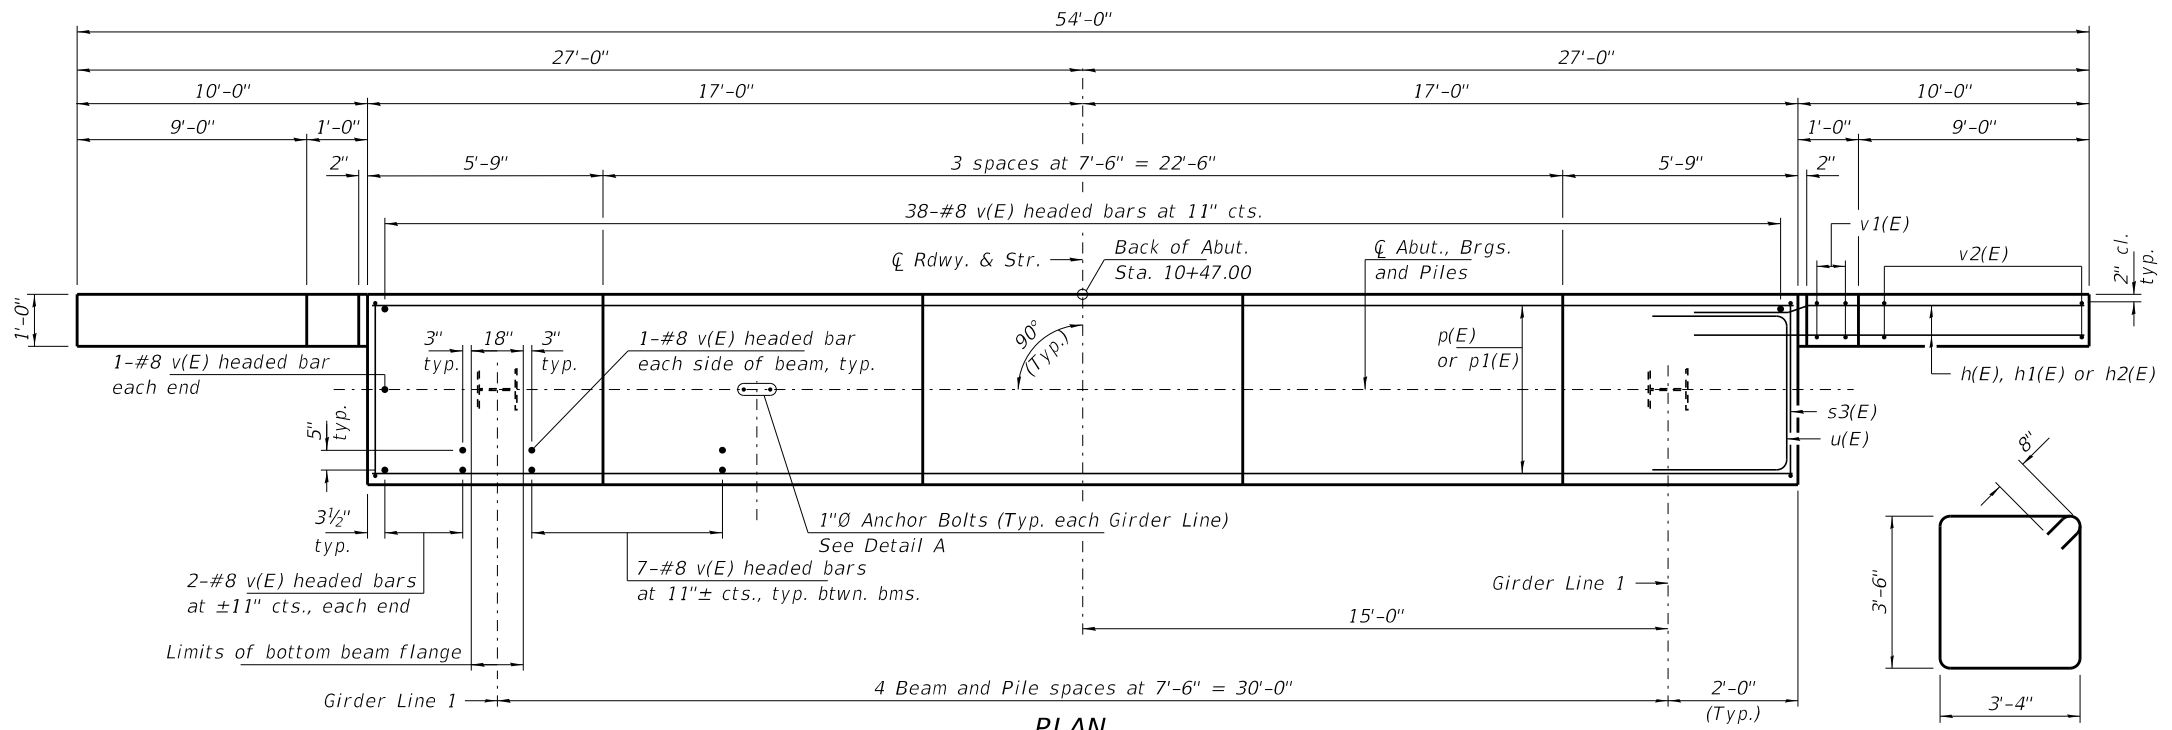 54'-0"
27'-0" 27'-0"
10'-0" 17'-0" 17'-0" 10'-0"
9'-0" 1'-0" 1'-0" 9'-0"
2" 5'-9" 3 spaces at 7'-6" = 22'-6" 5'-9" 2"
38-#8 v(E) headed bars at 11" cts.
v1(E)
℄ Rdwy. & Str.
Back of Abut.
Sta. 10+47.00
℄ Abut., Brgs.
and Piles
v2(E)
2" cl.
typ.
1'-0"
1-#8 v(E) headed bar
each end
3"
typ.
18"
3"
typ.
1-#8 v(E) headed bar
each side of beam, typ.
90°
(Typ.)
p(E)
or p1(E)
h(E), h1(E) or h2(E)
s3(E)
u(E)
5"
typ.
3½"
typ.
1"Ø Anchor Bolts (Typ. each Girder Line)
See Detail A
2-#8 v(E) headed bars
at ±11" cts., each end
7-#8 v(E) headed bars
at 11"± cts., typ. btwn. bms.
Girder Line 1
15'-0"
Limits of bottom beam flange
Girder Line 1
4 Beam and Pile spaces at 7'-6" = 30'-0"
2'-0"
(Typ.)
8"
3'-6"
3'-4"
PLAN